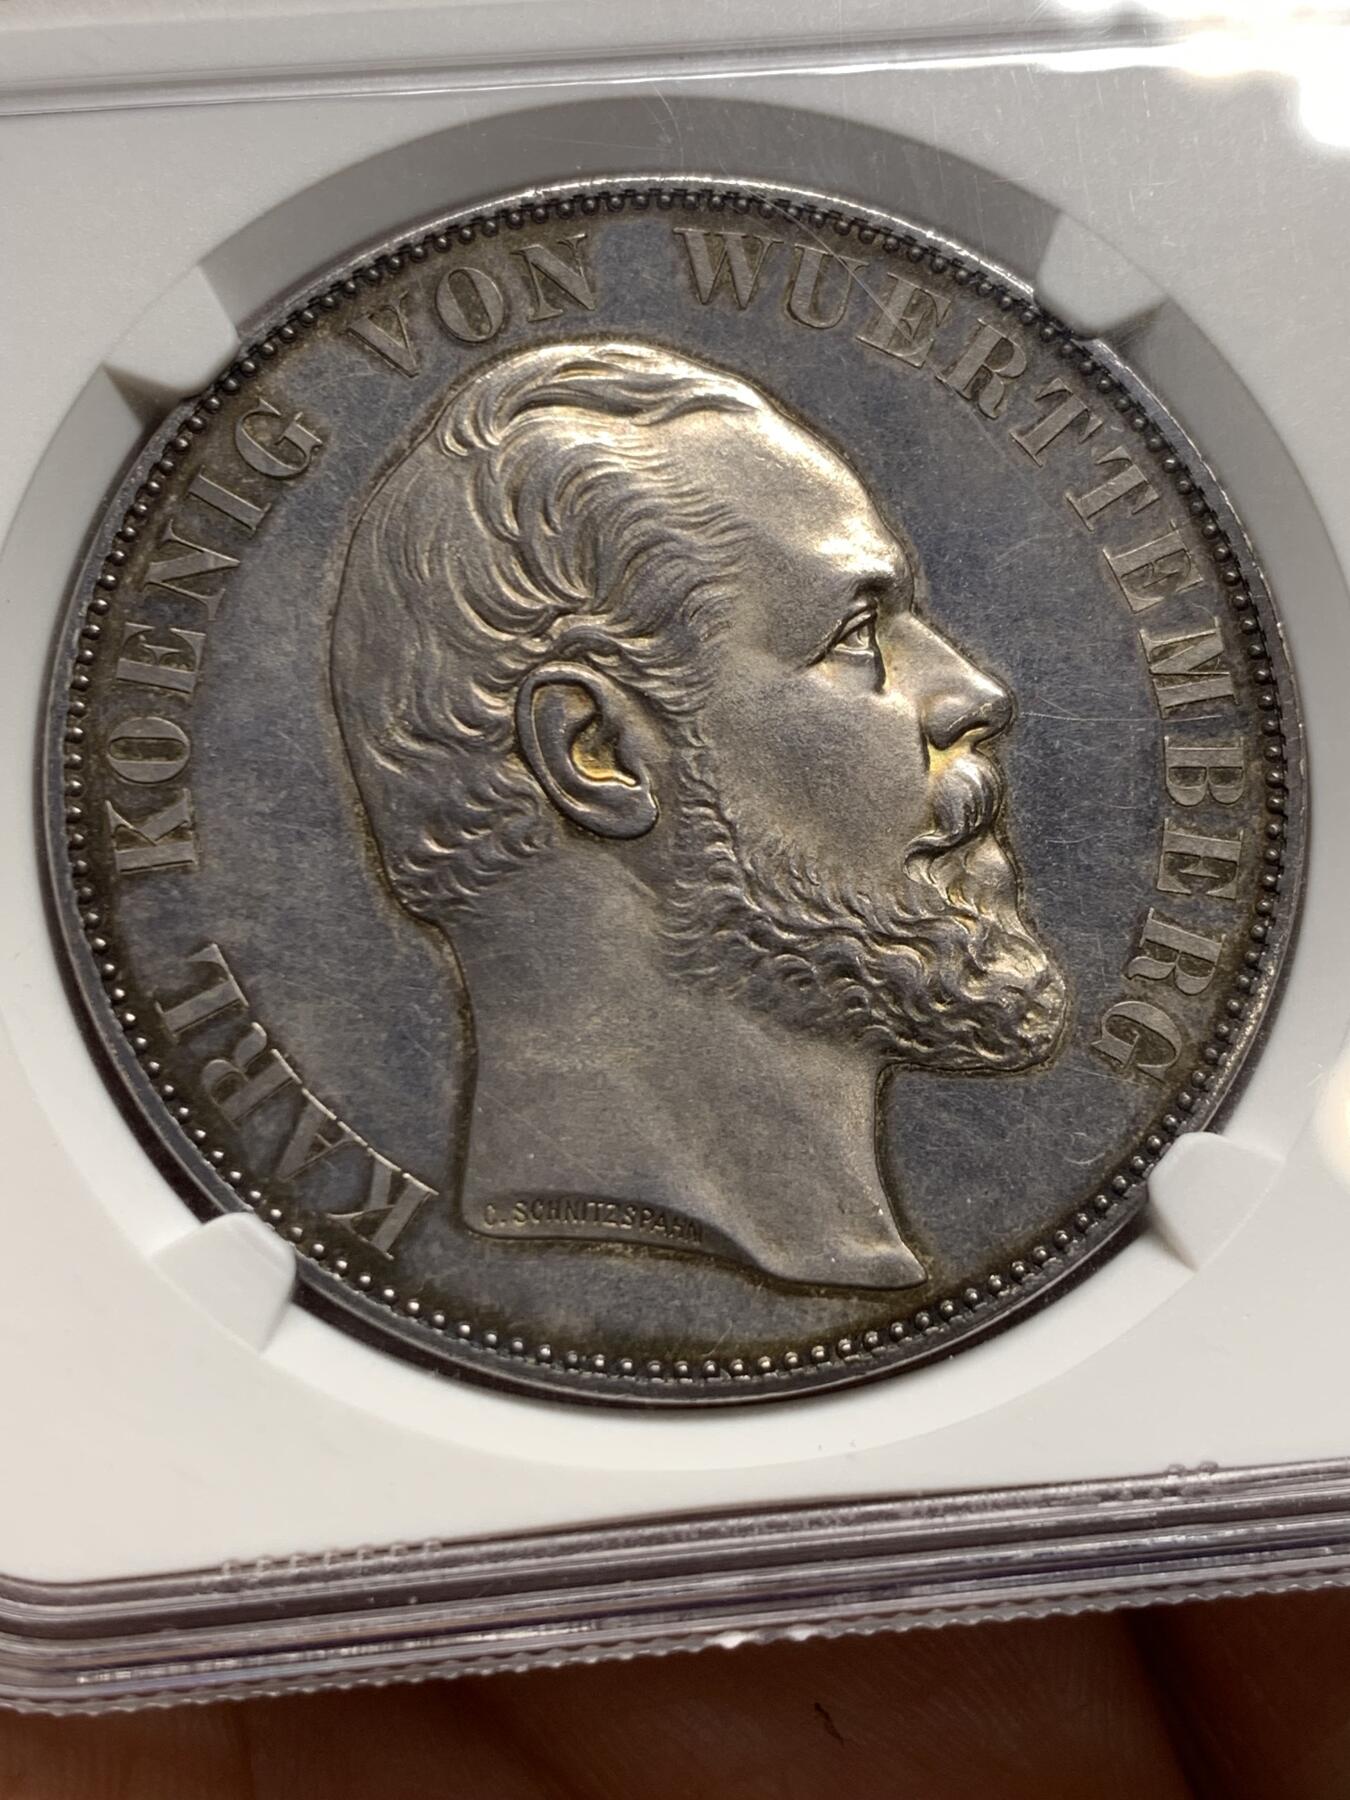 KARL KOENIG VON WUERTTEMBERG
C. SCHNITZSPAHN